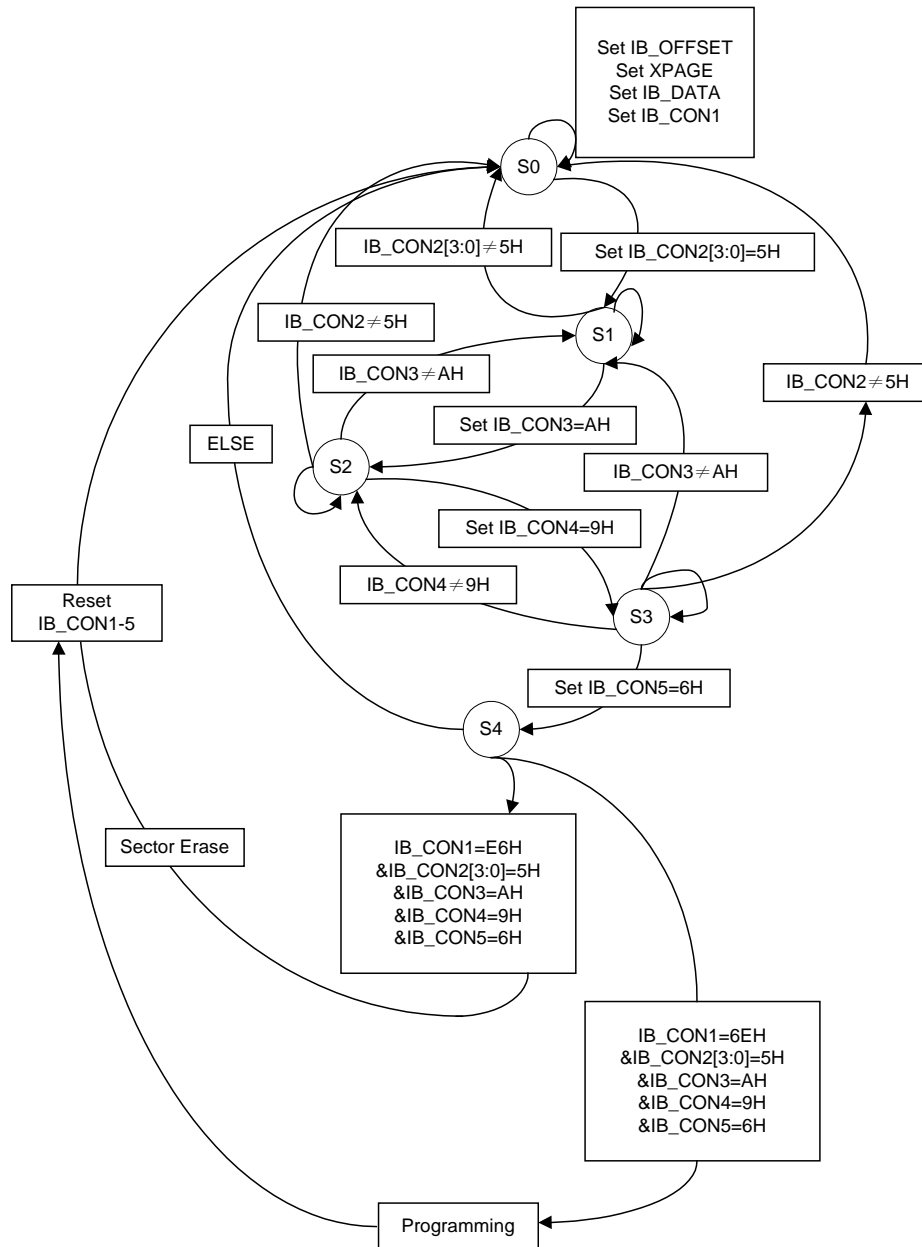 Set IB_OFFSET
Set XPAGE
Set IB_DATA
Set IB_CON1
S0
IB_CON2[3:0]≠5H
Set IB_CON2[3:0]=5H
IB_CON2≠5H
S1
IB_CON3≠AH
IB_CON2≠5H
Set IB_CON3=AH
ELSE
S2
IB_CON3≠AH
Set IB_CON4=9H
IB_CON4≠9H
Reset
IB_CON1-5
S3
Set IB_CON5=6H
S4
Sector Erase
IB_CON1=E6H
&IB_CON2[3:0]=5H
&IB_CON3=AH
&IB_CON4=9H
&IB_CON5=6H
IB_CON1=6EH
&IB_CON2[3:0]=5H
&IB_CON3=AH
&IB_CON4=9H
&IB_CON5=6H
Programming